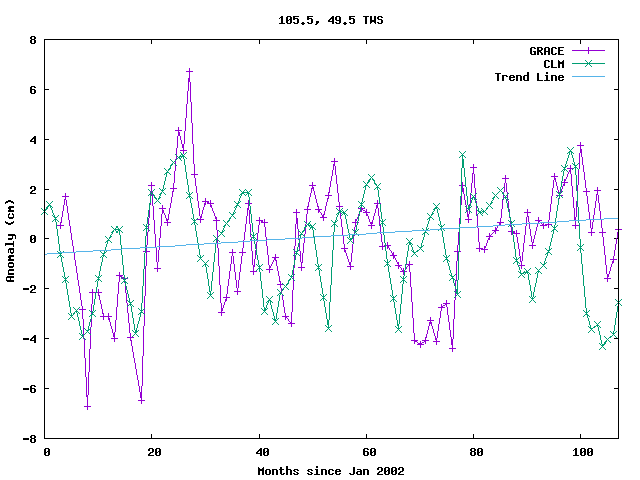 105.5, 49.5 TWS
GRACE
CLM
Trend Line
8
6
4
2
0
-2
-4
-6
-8
Anomaly (cm)
0 20 40 60 80 100
Months since Jan 2002